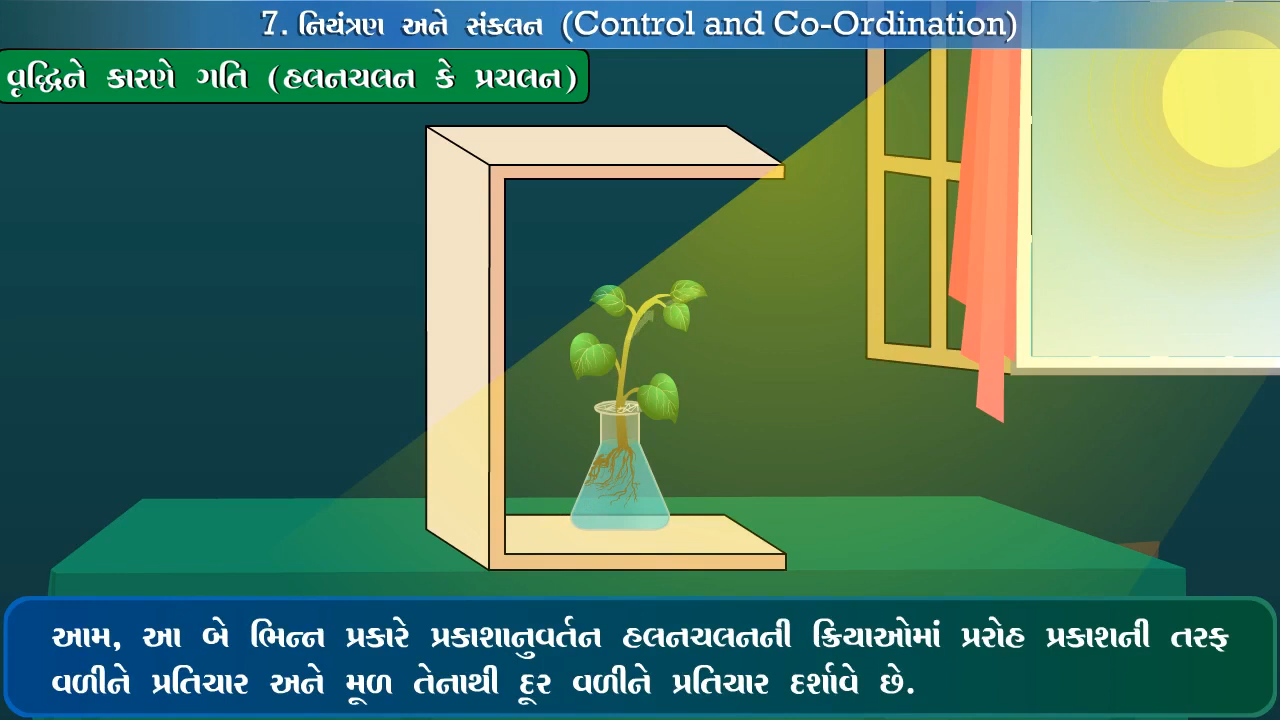 7. નિયંત્રણ અને સંકલન (Control and Co-Ordination)
વૃદ્ધિને કારણે ગતિ (હલનચલન કે પ્રચલન)
આમ, આ બે ભિન્ન પ્રકારે પ્રકાશાનુવર્તન હલનચલનની ક્રિયાઓમાં પ્રરોહ પ્રકાશની તરફ
વળીને પ્રતિચાર અને મૂળ તેનાથી દૂર વળીને પ્રતિચાર દર્શાવે છે.